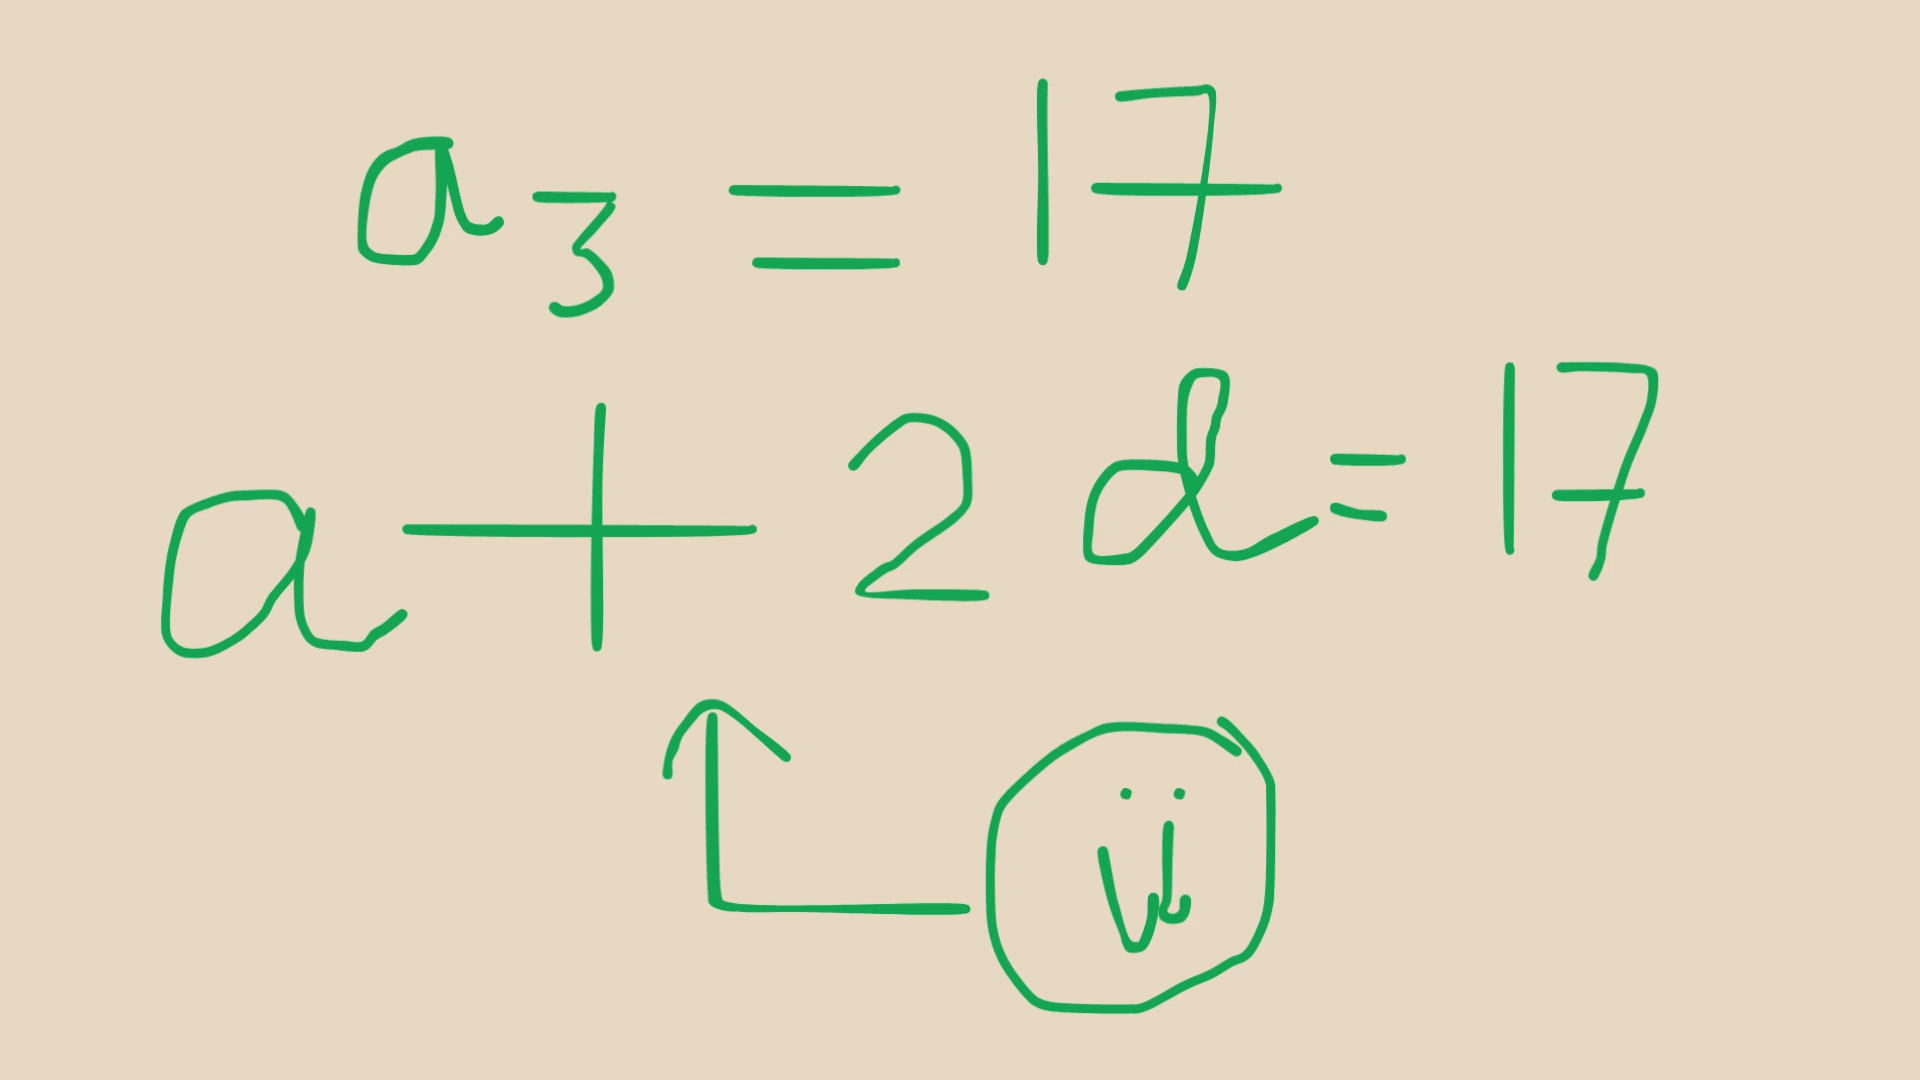 a₃ = 17
a + 2d = 17